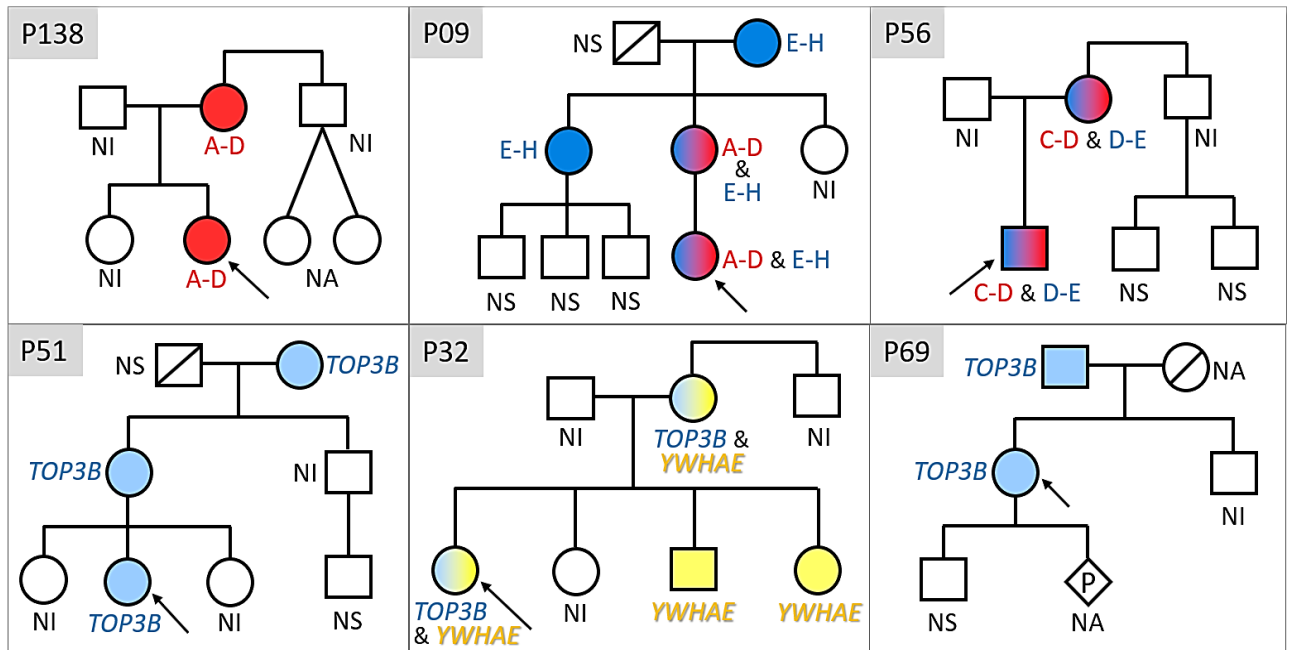 P138
NI
A-D
NI
NI
A-D
NA
P09
NS
E-H
E-H
A-D
&
E-H
NI
NS
NS
NS
A-D & E-H
P56
NI
C-D & D-E
NI
C-D & D-E
NS
NS
P51
NS
TOP3B
TOP3B
NI
NI
TOP3B
NI
NS
P32
NI
TOP3B &
YWHAE
NI
TOP3B
& YWHAE
NI
YWHAE
YWHAE
P69
TOP3B
NA
TOP3B
NI
NS
P
NA